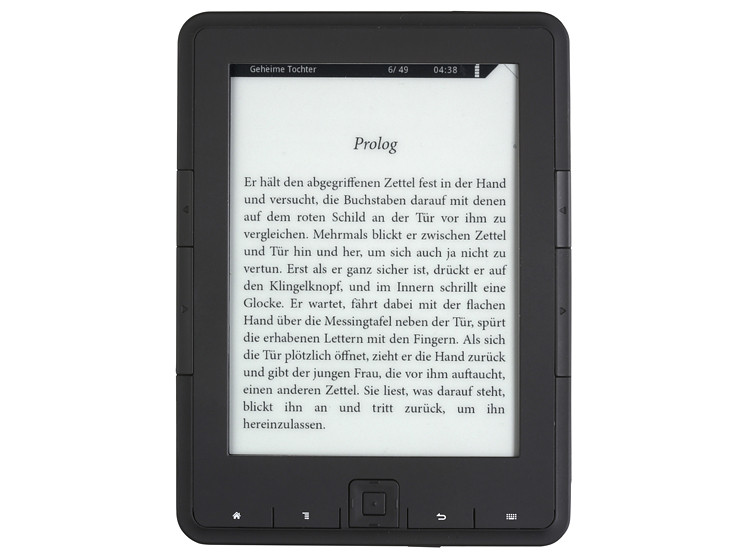 Geheime Tochter 6/ 49 04:38
Prolog
Er hält den abgegriffenen Zettel fest in der Hand
und versucht, die Buchstaben darauf mit denen
auf dem roten Schild an der Tür vor ihm zu
vergleichen. Mehrmals blickt er zwischen Zettel
und Tür hin und her, um sich auch ja nicht zu
vertun. Erst als er ganz sicher ist, drückt er auf
den Klingelknopf, und im Innern schrillt eine
Glocke. Er wartet, fährt dabei mit der flachen
Hand über die Messingtafel neben der Tür, spürt
die erhabenen Lettern mit den Fingern. Als sich
die Tür plötzlich öffnet, zieht er die Hand zurück
und gibt der jungen Frau, die vor ihm auftaucht,
einen anderen Zettel. Sie liest, was darauf steht,
blickt ihn an und tritt zurück, um ihn
hereinzulassen.